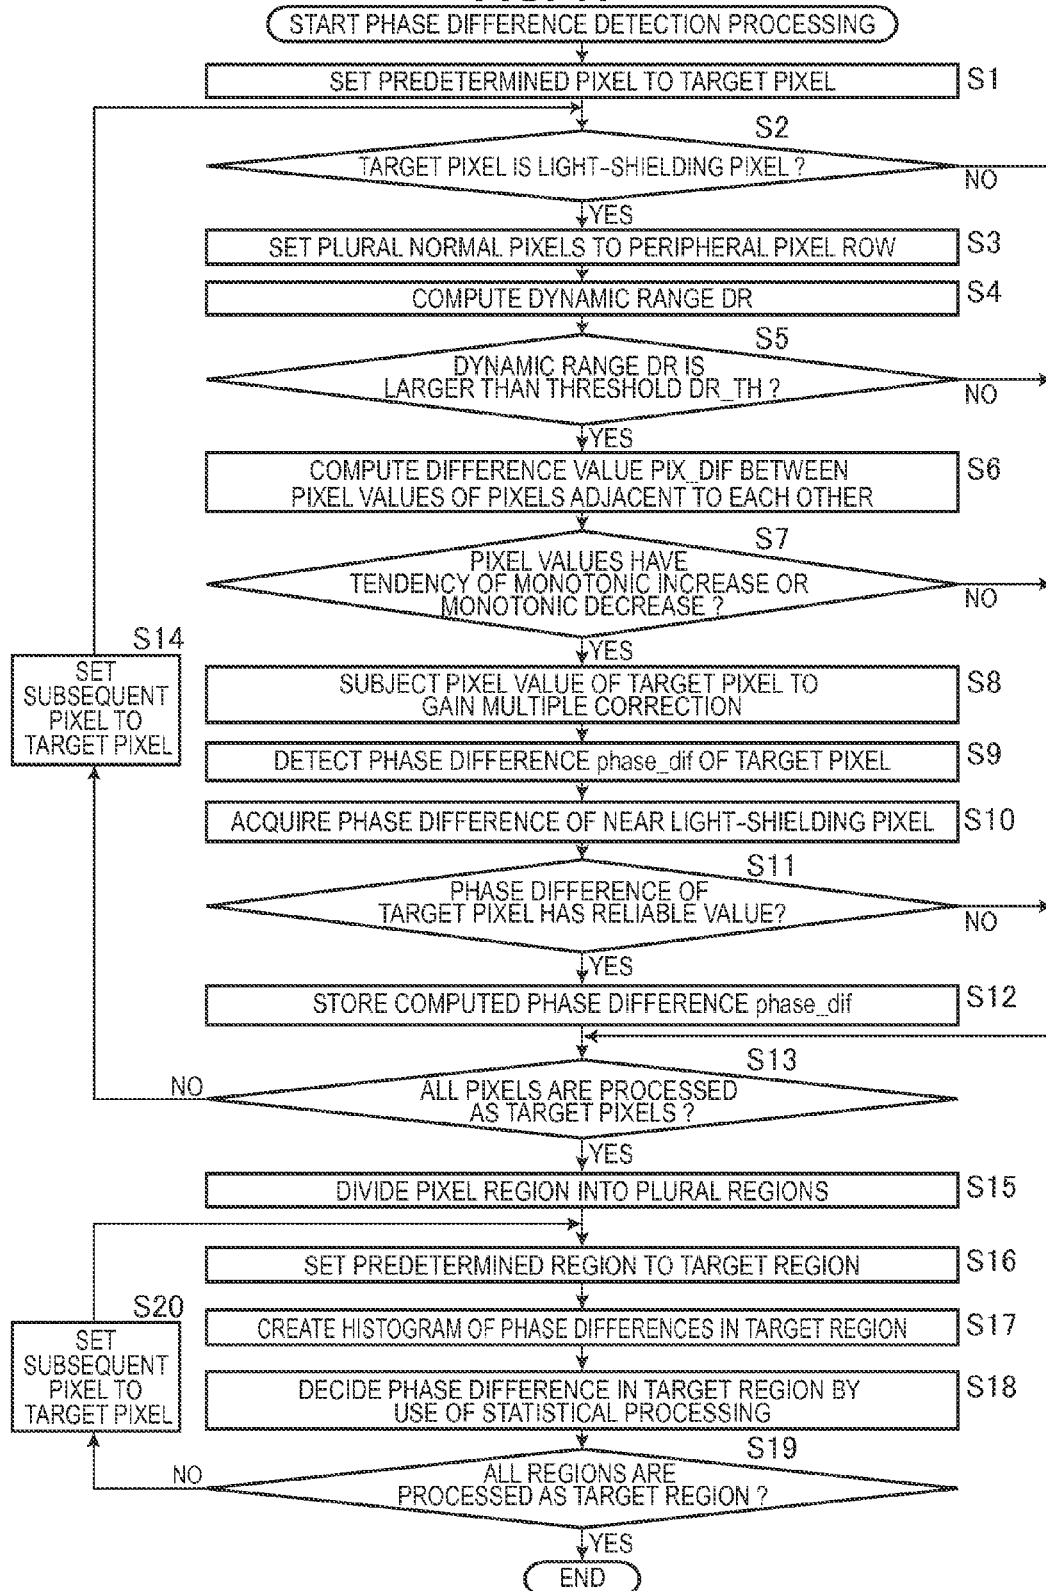 START PHASE DIFFERENCE DETECTION PROCESSING
SET PREDETERMINED PIXEL TO TARGET PIXEL
S1
S2
TARGET PIXEL IS LIGHT-SHIELDING PIXEL ?
NO
YES
SET PLURAL NORMAL PIXELS TO PERIPHERAL PIXEL ROW
S3
COMPUTE DYNAMIC RANGE DR
S4
S5
DYNAMIC RANGE DR IS
LARGER THAN THRESHOLD DR_TH ?
NO
YES
COMPUTE DIFFERENCE VALUE PIX_DIF BETWEEN
PIXEL VALUES OF PIXELS ADJACENT TO EACH OTHER
S6
S7
PIXEL VALUES HAVE
TENDENCY OF MONOTONIC INCREASE OR
MONOTONIC DECREASE ?
NO
YES
S14
SET
SUBSEQUENT
PIXEL TO
TARGET PIXEL
SUBJECT PIXEL VALUE OF TARGET PIXEL TO
GAIN MULTIPLE CORRECTION
S8
DETECT PHASE DIFFERENCE phase_dif OF TARGET PIXEL
S9
ACQUIRE PHASE DIFFERENCE OF NEAR LIGHT-SHIELDING PIXEL
S10
S11
PHASE DIFFERENCE OF
TARGET PIXEL HAS RELIABLE VALUE?
NO
YES
STORE COMPUTED PHASE DIFFERENCE phase_dif
S12
S13
NO
ALL PIXELS ARE PROCESSED
AS TARGET PIXELS ?
YES
DIVIDE PIXEL REGION INTO PLURAL REGIONS
S15
SET PREDETERMINED REGION TO TARGET REGION
S16
S20
SET
SUBSEQUENT
PIXEL TO
TARGET PIXEL
CREATE HISTOGRAM OF PHASE DIFFERENCES IN TARGET REGION
S17
DECIDE PHASE DIFFERENCE IN TARGET REGION BY
USE OF STATISTICAL PROCESSING
S18
S19
NO
ALL REGIONS ARE
PROCESSED AS TARGET REGION ?
YES
END